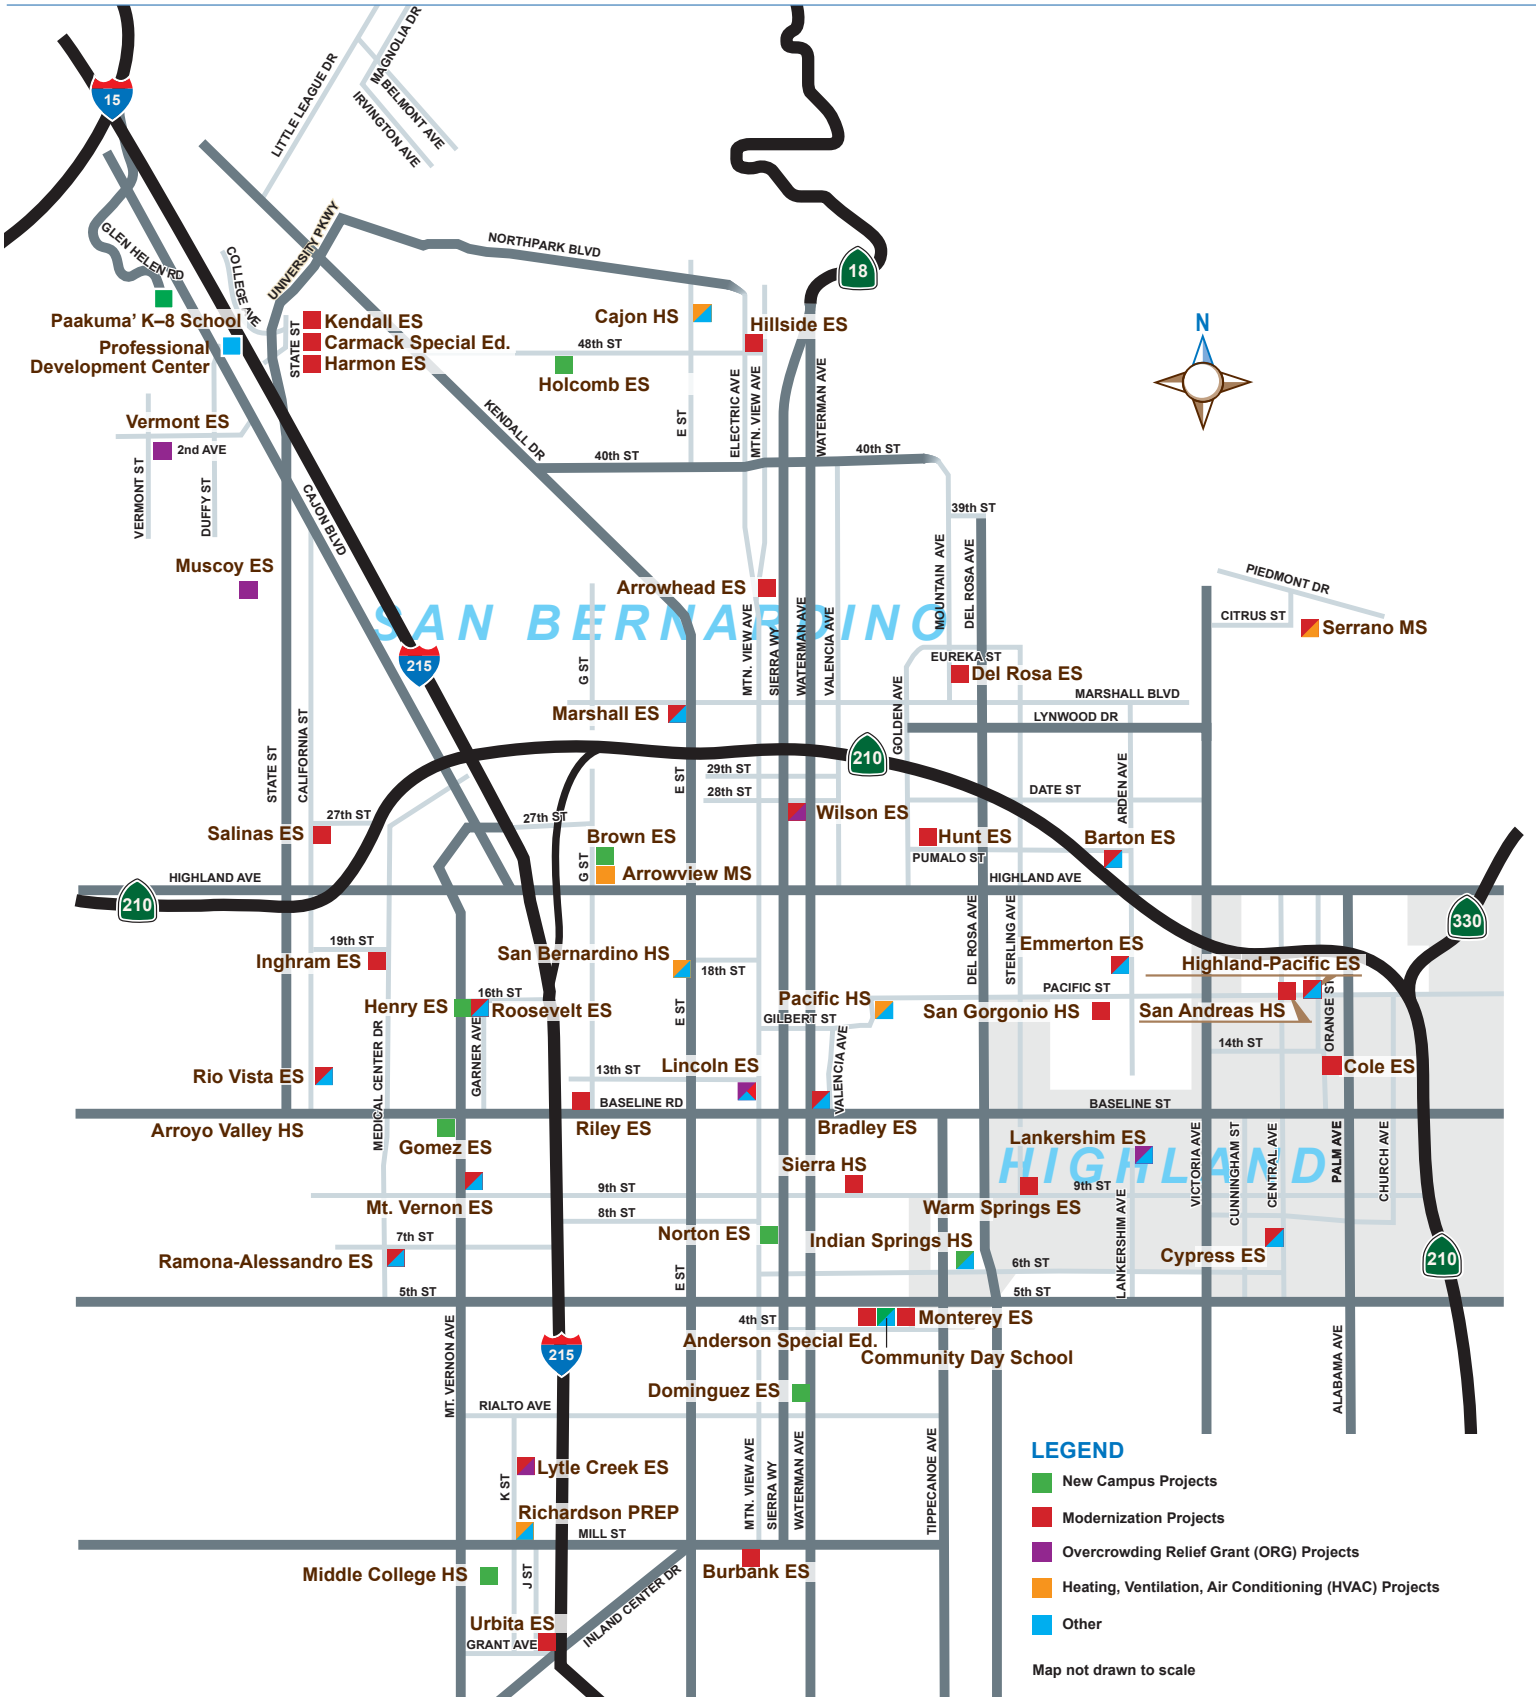 15
LITTLE LEAGUE DR
MAGNOLIA DR
BELMONT AVE
IRVINGTON AVE
GLEN HELEN RD
COLLEGE AVE
UNIVERSITY PKWY
NORTHPARK BLVD
18
N
Paakuma' K–8 School
Professional
Development Center
STATE ST
Kendall ES
Carmack Special Ed.
Harmon ES
Cajon HS
Hillside ES
48th ST
Holcomb ES
E ST
ELECTRIC AVE
MTN. VIEW AVE
WATERMAN AVE
Vermont ES
2nd AVE
VERMONT ST
DUFFY ST
KENDALL DR
40th ST
40th ST
CAJON BLVD
39th ST
MOUNTAIN AVE
DEL ROSA AVE
Muscoy ES
Arrowhead ES
SAN BERNARDINO
PIEDMONT DR
CITRUS ST
Serrano MS
215
G ST
MTN. VIEW AVE
SIERRA WY
WATERMAN AVE
VALENCIA AVE
EUREKA ST
Del Rosa ES
MARSHALL BLVD
LYNWOOD DR
GOLDEN AVE
Marshall ES
STATE ST
CALIFORNIA ST
210
29th ST
28th ST
E ST
Wilson ES
DATE ST
ARDEN AVE
27th ST
27th ST
Salinas ES
Brown ES
G ST
Arrowview MS
Hunt ES
PUMALO ST
Barton ES
HIGHLAND AVE
HIGHLAND AVE
210
330
19th ST
Inghram ES
San Bernardino HS
18th ST
DEL ROSA AVE
STERLING AVE
Emmerton ES
Highland-Pacific ES
PACIFIC ST
16th ST
Henry ES
Roosevelt ES
E ST
Pacific HS
GILBERT ST
San Gorgonio HS
San Andreas HS
ORANGE ST
14th ST
Cole ES
Rio Vista ES
MEDICAL CENTER DR
GARNER AVE
13th ST
Lincoln ES
VALENCIA AVE
BASELINE RD
BASELINE ST
Arroyo Valley HS
Gomez ES
Riley ES
Bradley ES
Lankershim ES
HIGHLAND
VICTORIA AVE
CUNNINGHAM ST
CENTRAL AVE
PALM AVE
CHURCH AVE
Sierra HS
Mt. Vernon ES
9th ST
9th ST
Warm Springs ES
8th ST
LANKERSHIM AVE
7th ST
Norton ES
Indian Springs HS
Cypress ES
Ramona-Alessandro ES
6th ST
210
E ST
5th ST
5th ST
4th ST
Monterey ES
Anderson Special Ed.
Community Day School
215
MT. VERNON AVE
ALABAMA AVE
Dominguez ES
RIALTO AVE
TIPPECANOE AVE
K ST
Lytle Creek ES
MTN. VIEW AVE
SIERRA WY
WATERMAN AVE
Richardson PREP
MILL ST
Middle College HS
J ST
Burbank ES
INLAND CENTER DR
Urbita ES
GRANT AVE
LEGEND
New Campus Projects
Modernization Projects
Overcrowding Relief Grant (ORG) Projects
Heating, Ventilation, Air Conditioning (HVAC) Projects
Other
Map not drawn to scale